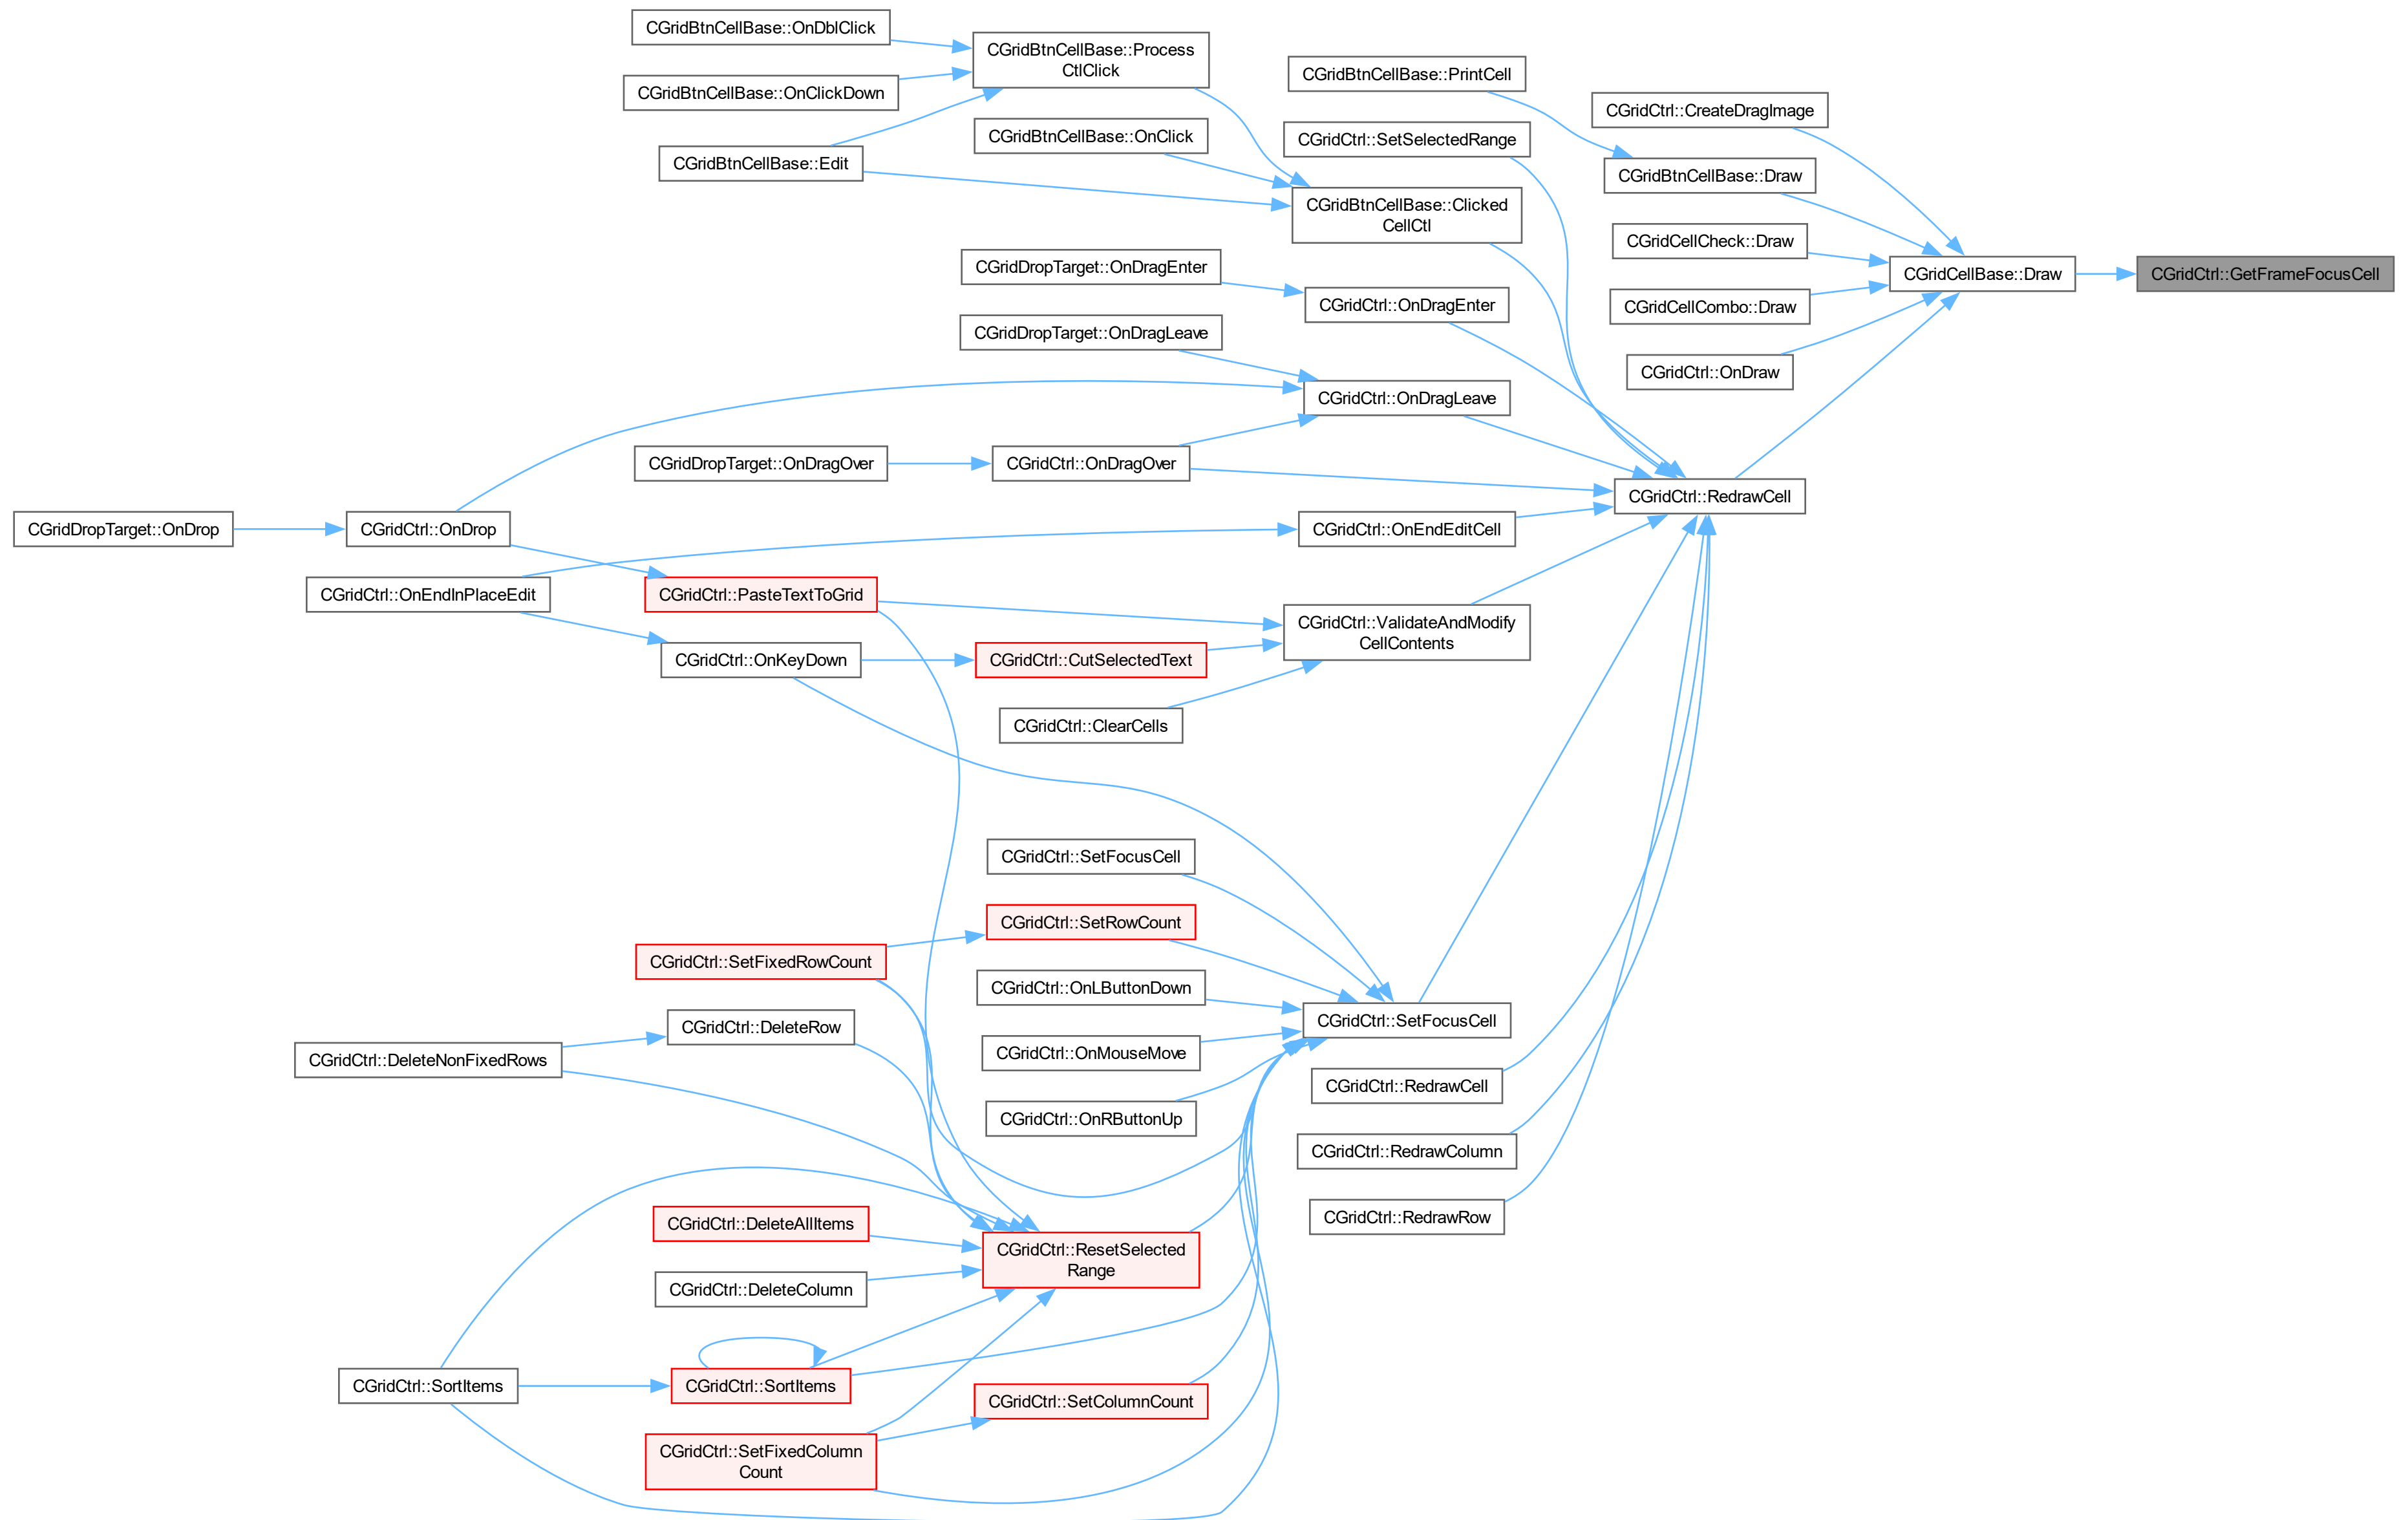 CGridBtnCellBase::OnDblClick
CGridBtnCellBase::Process
CtlClick
CGridBtnCellBase::PrintCell
CGridBtnCellBase::OnClickDown
CGridCtrl::CreateDragImage
CGridBtnCellBase::OnClick
CGridCtrl::SetSelectedRange
CGridBtnCellBase::Edit
CGridBtnCellBase::Draw
CGridBtnCellBase::Clicked
CellCtl
CGridCellCheck::Draw
CGridDropTarget::OnDragEnter
CGridCellBase::Draw
CGridCtrl::GetFrameFocusCell
CGridCtrl::OnDragEnter
CGridCellCombo::Draw
CGridDropTarget::OnDragLeave
CGridCtrl::OnDraw
CGridCtrl::OnDragLeave
CGridDropTarget::OnDragOver
CGridCtrl::OnDragOver
CGridCtrl::RedrawCell
CGridDropTarget::OnDrop
CGridCtrl::OnDrop
CGridCtrl::OnEndEditCell
CGridCtrl::OnEndInPlaceEdit
CGridCtrl::PasteTextToGrid
CGridCtrl::ValidateAndModify
CellContents
CGridCtrl::OnKeyDown
CGridCtrl::CutSelectedText
CGridCtrl::ClearCells
CGridCtrl::SetFocusCell
CGridCtrl::SetRowCount
CGridCtrl::SetFixedRowCount
CGridCtrl::OnLButtonDown
CGridCtrl::SetFocusCell
CGridCtrl::DeleteRow
CGridCtrl::DeleteNonFixedRows
CGridCtrl::OnMouseMove
CGridCtrl::RedrawCell
CGridCtrl::OnRButtonUp
CGridCtrl::RedrawColumn
CGridCtrl::DeleteAllItems
CGridCtrl::RedrawRow
CGridCtrl::ResetSelected
Range
CGridCtrl::DeleteColumn
CGridCtrl::SortItems
CGridCtrl::SortItems
CGridCtrl::SetColumnCount
CGridCtrl::SetFixedColumn
Count